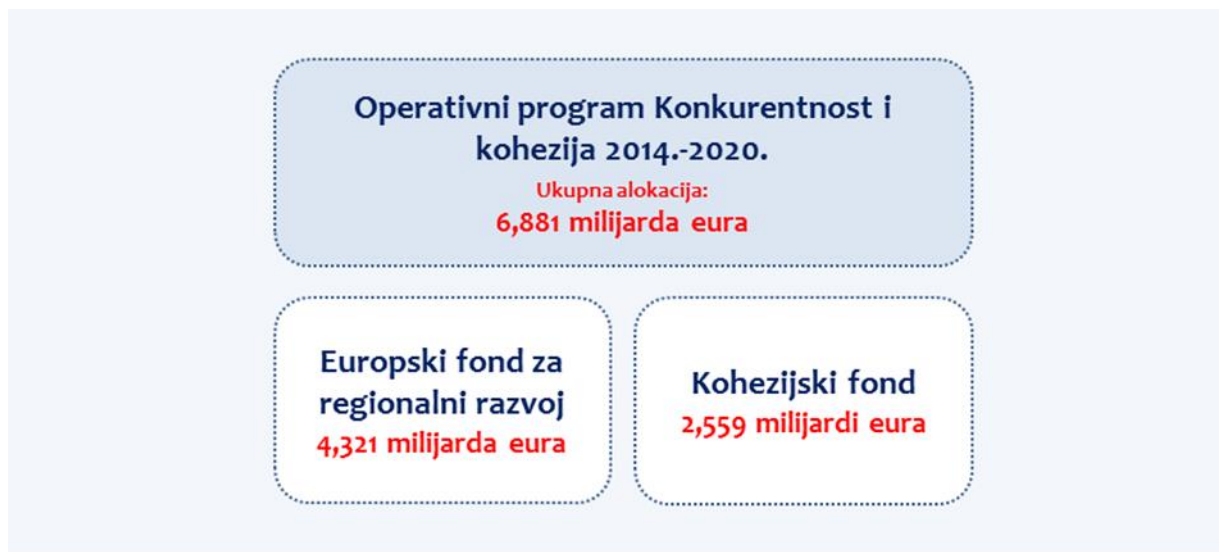 Operativni program Konkurentnost i
kohezija 2014.-2020.
Ukupna alokacija:
6,881 milijarda eura
Europski fond za
regionalni razvoj
4,321 milijarda eura
Kohezijski fond
2,559 milijardi eura